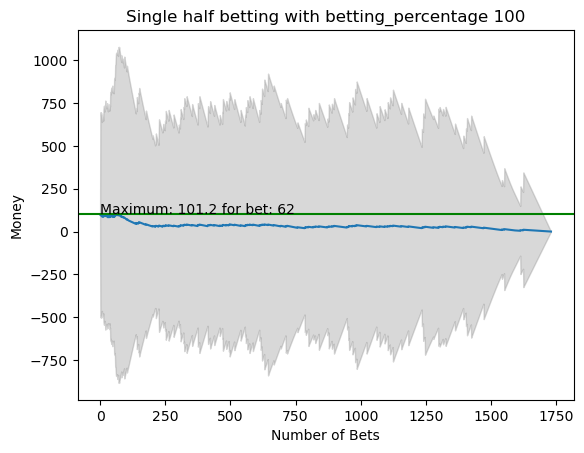 Single half betting with betting_percentage 100
Money
1000
750
500
250
0
−250
−500
−750
Maximum: 101.2 for bet: 62
0 250 500 750 1000 1250 1500 1750
Number of Bets